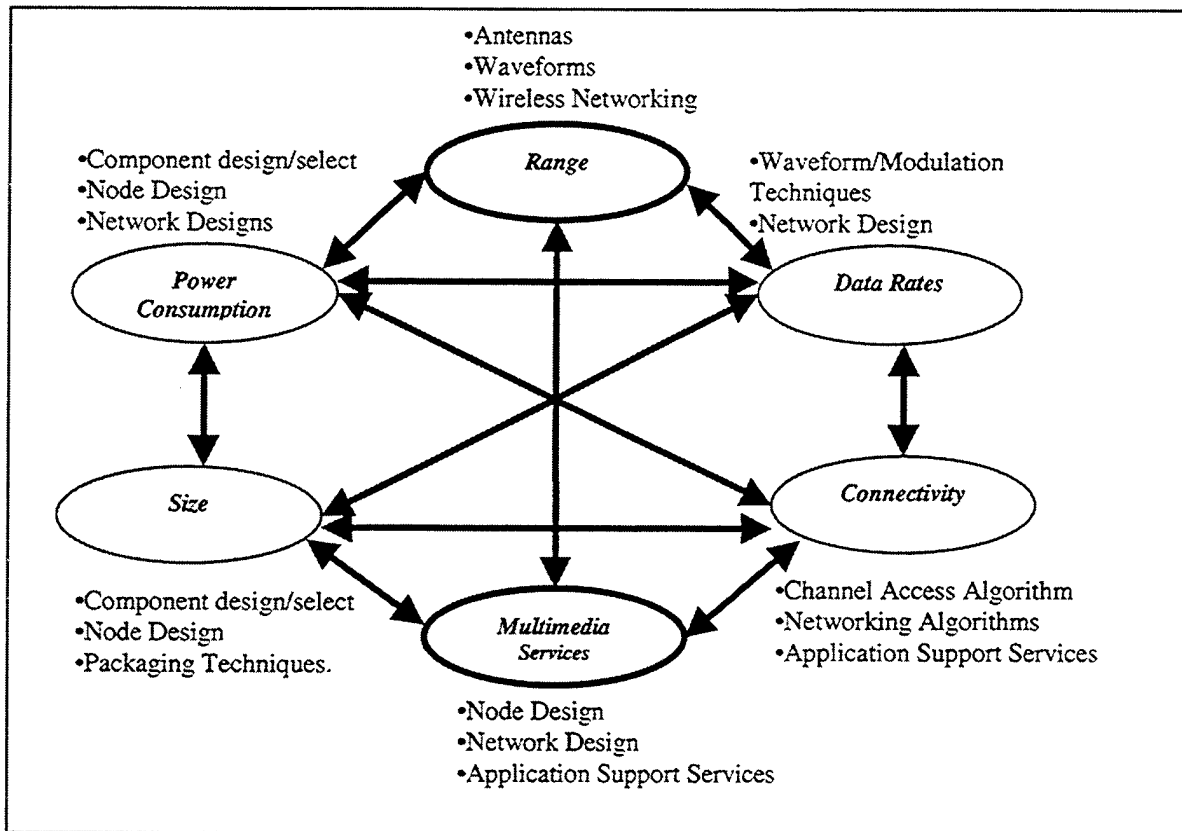 •Antennas
•Waveforms
•Wireless Networking
Range
•Component design/select
•Node Design
•Network Designs
•Waveform/Modulation
Techniques
•Network Design
Power
Consumption
Data Rates
Size
Connectivity
•Component design/select
•Node Design
•Packaging Techniques.
Multimedia
Services
•Channel Access Algorithm
•Networking Algorithms
•Application Support Services
•Node Design
•Network Design
•Application Support Services